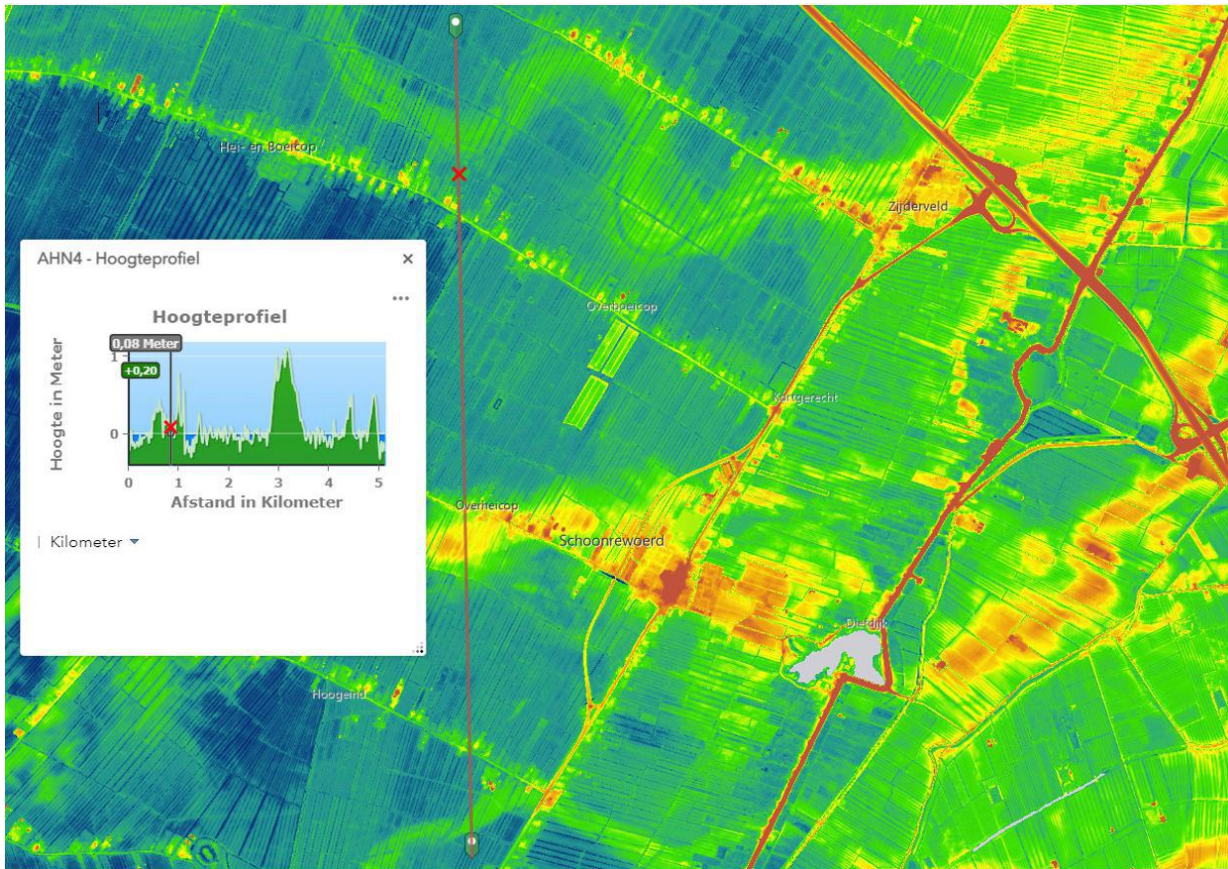 Hei- en Boeicop
Zijderveld
AHN4 - Hoogteprofiel
×
•••
Overboeicop
Hoogteprofiel
0,08 Meter
1
+0,20
0
Hoogte in Meter
0 1 2 3 4 5
Afstand in Kilometer
Kortgerecht
Overheicop
Schoonrewoerd
| Kilometer
Diefdijk
Hoogeind